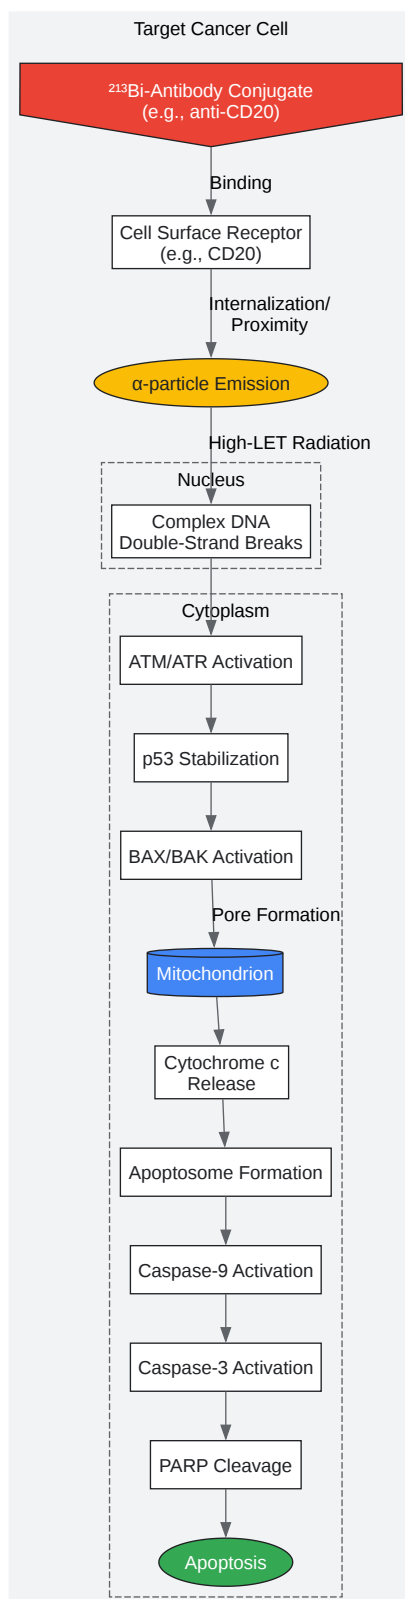 Target Cancer Cell
²¹³Bi-Antibody Conjugate
(e.g., anti-CD20)
Binding
Cell Surface Receptor
(e.g., CD20)
Internalization/
Proximity
α-particle Emission
High-LET Radiation
Nucleus
Complex DNA
Double-Strand Breaks
Cytoplasm
ATM/ATR Activation
p53 Stabilization
BAX/BAK Activation
Pore Formation
Mitochondrion
Cytochrome c
Release
Apoptosome Formation
Caspase-9 Activation
Caspase-3 Activation
PARP Cleavage
Apoptosis